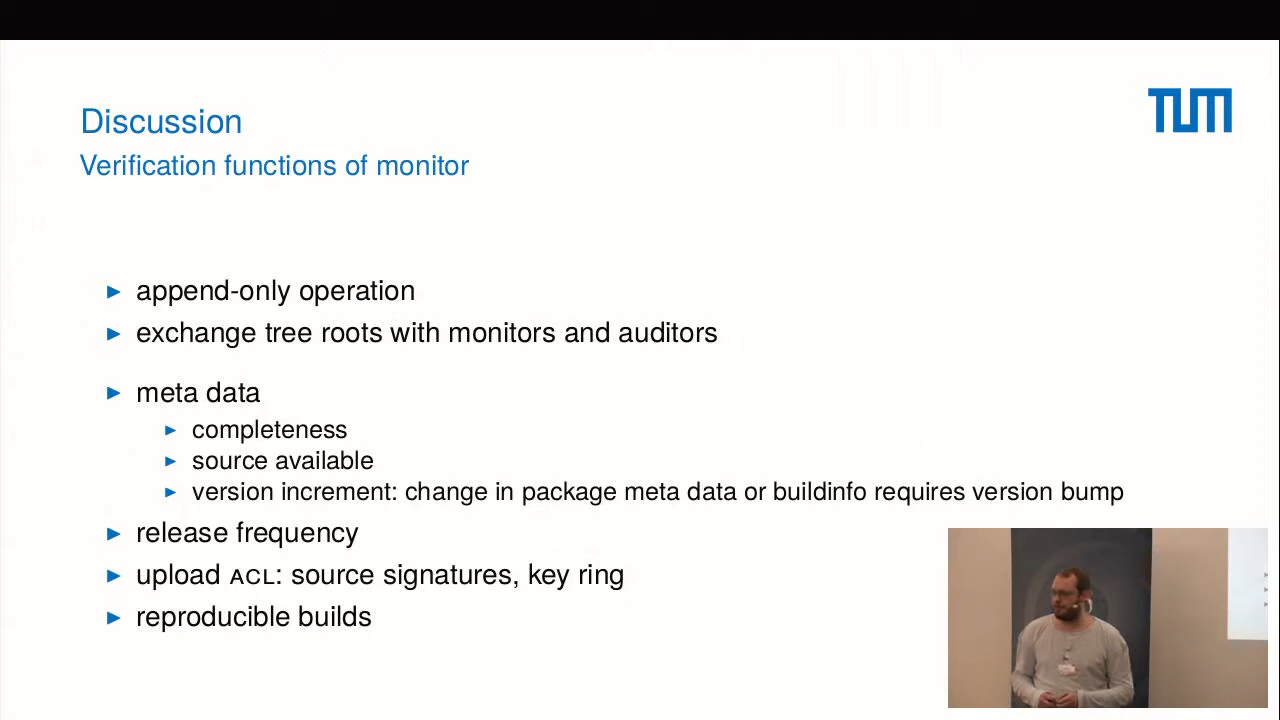 Discussion
TUM
Verification functions of monitor
append-only operation
exchange tree roots with monitors and auditors
meta data
completeness
source available
version increment: change in package meta data or buildinfo requires version bump
release frequency
upload ACL: source signatures, key ring
reproducible builds